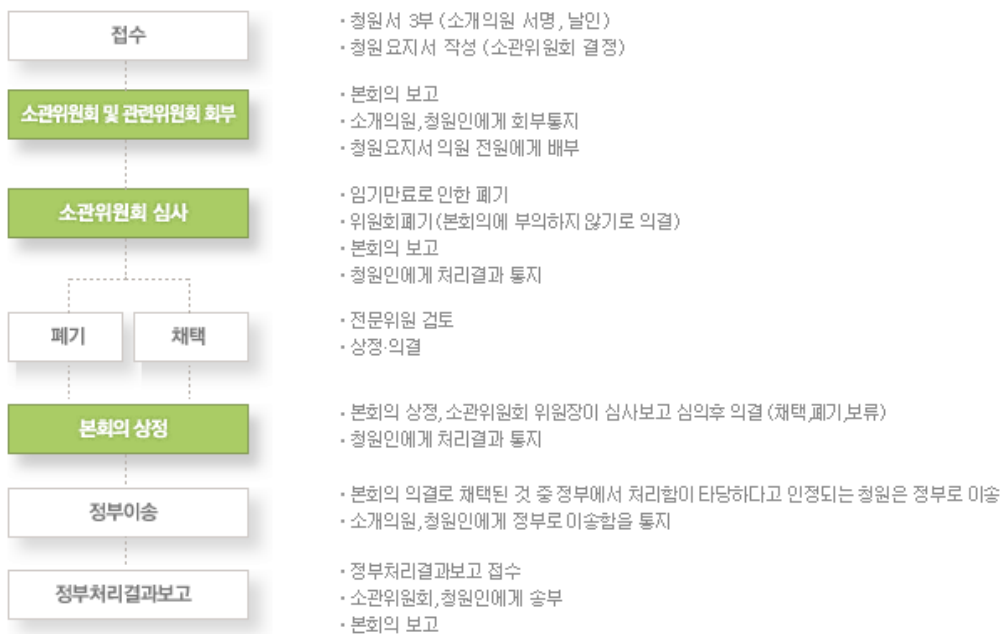 접수
· 청원서 3부 (소개의원 서명, 날인)
· 청원요지서 작성 (소관위원회 결정)
소관위원회 및 관련위원회 회부
· 본회의 보고
· 소개의원,청원인에게 회부통지
· 청원요지서 의원 전원에게 배부
소관위원회 심사
· 임기만료로 인한 폐기
· 위원회폐기(본회의에 부의하지 않기로 의결)
· 본회의 보고
· 청원인에게 처리결과 통지
폐기
채택
· 전문위원 검토
· 상정·의결
본회의 상정
· 본회의 상정, 소관위원회 위원장이 심사보고 심의후 의결 (채택,폐기,보류)
· 청원인에게 처리결과 통지
정부이송
· 본회의 의결로 채택된 것 중 정부에서 처리함이 타당하다고 인정되는 청원은 정부로 이송
· 소개의원,청원인에게 정부로 이송함을 통지
정부처리결과보고
· 정부처리결과보고 접수
· 소관위원회,청원인에게 송부
· 본회의 보고